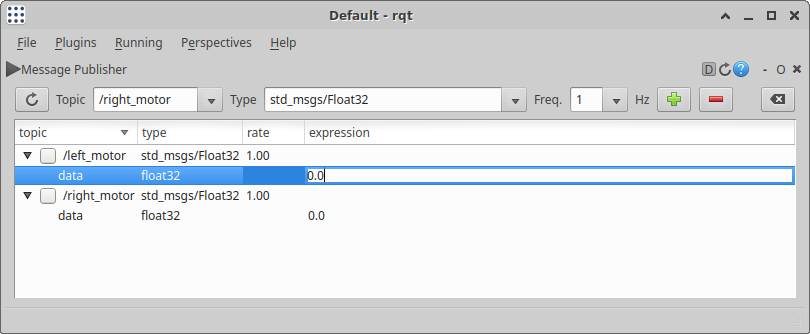 Default - rqt
File Plugins Running Perspectives Help
Message Publisher D ? - O
Topic /right_motor Type std_msgs/Float32 Freq. 1 Hz
topic type rate expression
/left_motor std_msgs/Float32 1.00
data float32 0.0
/right_motor std_msgs/Float32 1.00
data float32 0.0